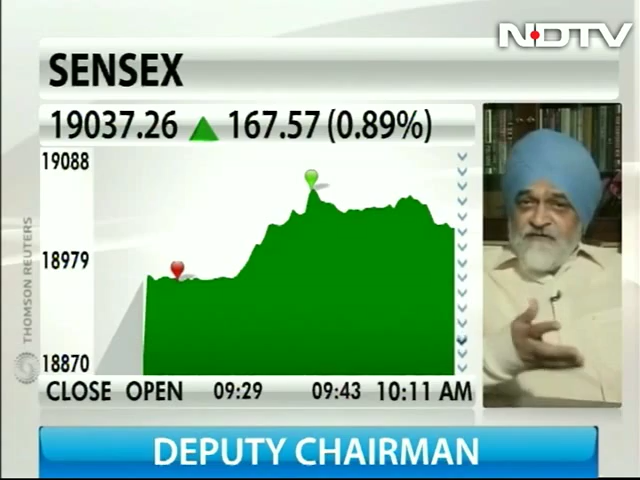 NDTV
SENSEX
19037.26 ▲ 167.57 (0.89%)
19088
18979
18870
CLOSE OPEN 09:29 09:43 10:11 AM
THOMSON REUTERS
DEPUTY CHAIRMAN